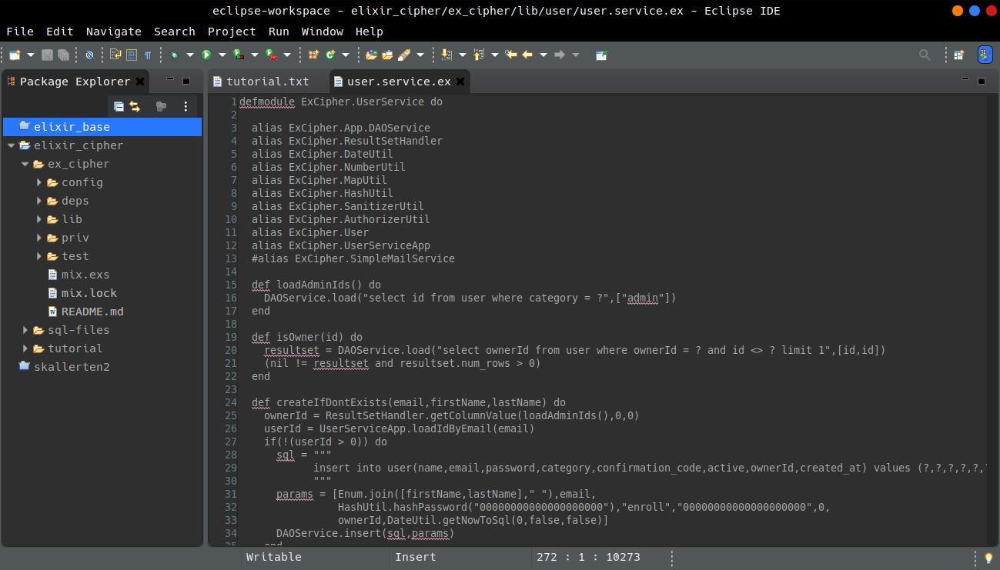 eclipse-workspace - elixir_cipher/ex_cipher/lib/user/user.service.ex - Eclipse IDE
File Edit Navigate Search Project Run Window Help
Package Explorer
tutorial.txt
user.service.ex
elixir_base
elixir_cipher
ex_cipher
config
deps
lib
priv
test
mix.exs
mix.lock
README.md
sql-files
tutorial
skallerten2
1 defmodule ExCipher.UserService do
2
3   alias ExCipher.App.DAOService
4   alias ExCipher.ResultSetHandler
5   alias ExCipher.DateUtil
6   alias ExCipher.NumberUtil
7   alias ExCipher.MapUtil
8   alias ExCipher.HashUtil
9   alias ExCipher.SanitizerUtil
10   alias ExCipher.AuthorizerUtil
11   alias ExCipher.User
12   alias ExCipher.UserServiceApp
13   #alias ExCipher.SimpleMailService
14
15   def loadAdminIds() do
16     DAOService.load("select id from user where category = ?",["admin"])
17   end
18
19   def isOwner(id) do
20     resultset = DAOService.load("select ownerId from user where ownerId = ? and id <> ? limit 1",[id,id])
21     (nil != resultset and resultset.num_rows > 0)
22   end
23
24   def createIfDontExists(email,firstName,lastName) do
25     ownerId = ResultSetHandler.getColumnValue(loadAdminIds(),0,0)
26     userId = UserServiceApp.loadIdByEmail(email)
27     if(!(userId > 0)) do
28       sql = """
29             insert into user(name,email,password,category,confirmation_code,active,ownerId,created_at) values (?,?,?,?,?,
30             """
31       params = [Enum.join([firstName,lastName]," "),email,
32                 HashUtil.hashPassword("00000000000000000000"),"enroll","00000000000000000000",0,
33                 ownerId,DateUtil.getNowToSql(0,false,false)]
34       DAOService.insert(sql,params)
35     end
Writable Insert 272 : 1 : 10273